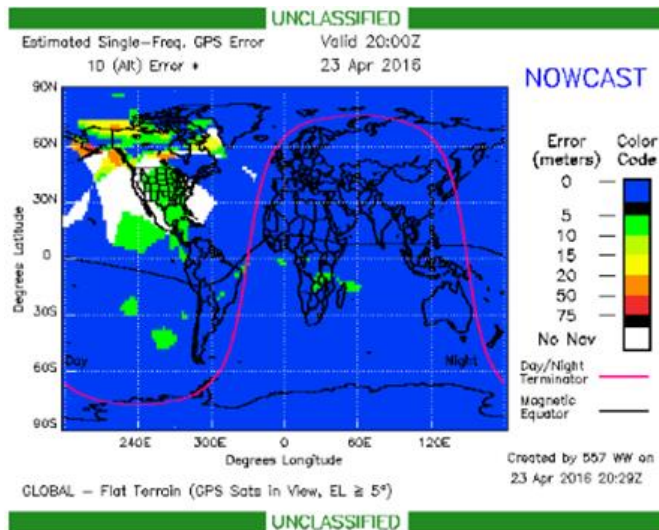 UNCLASSIFIED
Estimated Single-Freq. GPS Error
1D (Alt) Error *
Valid 20:00Z
23 Apr 2016
NOWCAST
90N
60N
30N
0
30S
60S
90S
Degrees Latitude
Day
Night
240E
300E
0
60E
120E
Degrees Longitude
Error
(meters)
Color
Code
0
5
10
15
20
50
75
No Nav
Day/Night
Terminator
Magnetic
Equator
Created by 557 WW on
23 Apr 2016 20:29Z
GLOBAL – Flat Terrain (GPS Sats in View, EL ≥ 5°)
UNCLASSIFIED